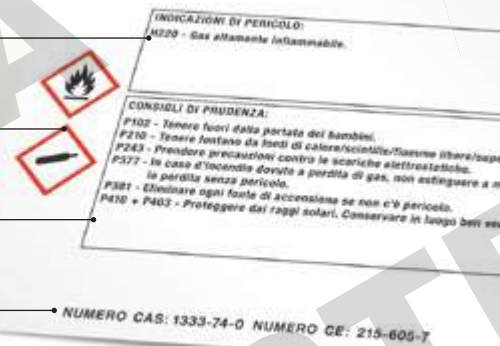 INDICAZIONI DI PERICOLO:
H220 - Gas altamente infiammabile.
CONSIGLI DI PRUDENZA:
P102 - Tenere fuori dalla portata dei bambini.
P210 - Tenere lontano da fonti di calore/scintille/fiamme libere/
P243 - Prendere precauzioni contro le scariche elettrostatiche.
P377 - In caso d'incendio dovuto a perdita di gas, non estinguere a
la perdita senza pericolo.
P381 - Eliminare ogni fonte di accensione se non c'è pericolo.
P410 + P403 - Proteggere dai raggi solari. Conservare in luogo ben
NUMERO CAS: 1333-74-0 NUMERO CE: 215-605-7